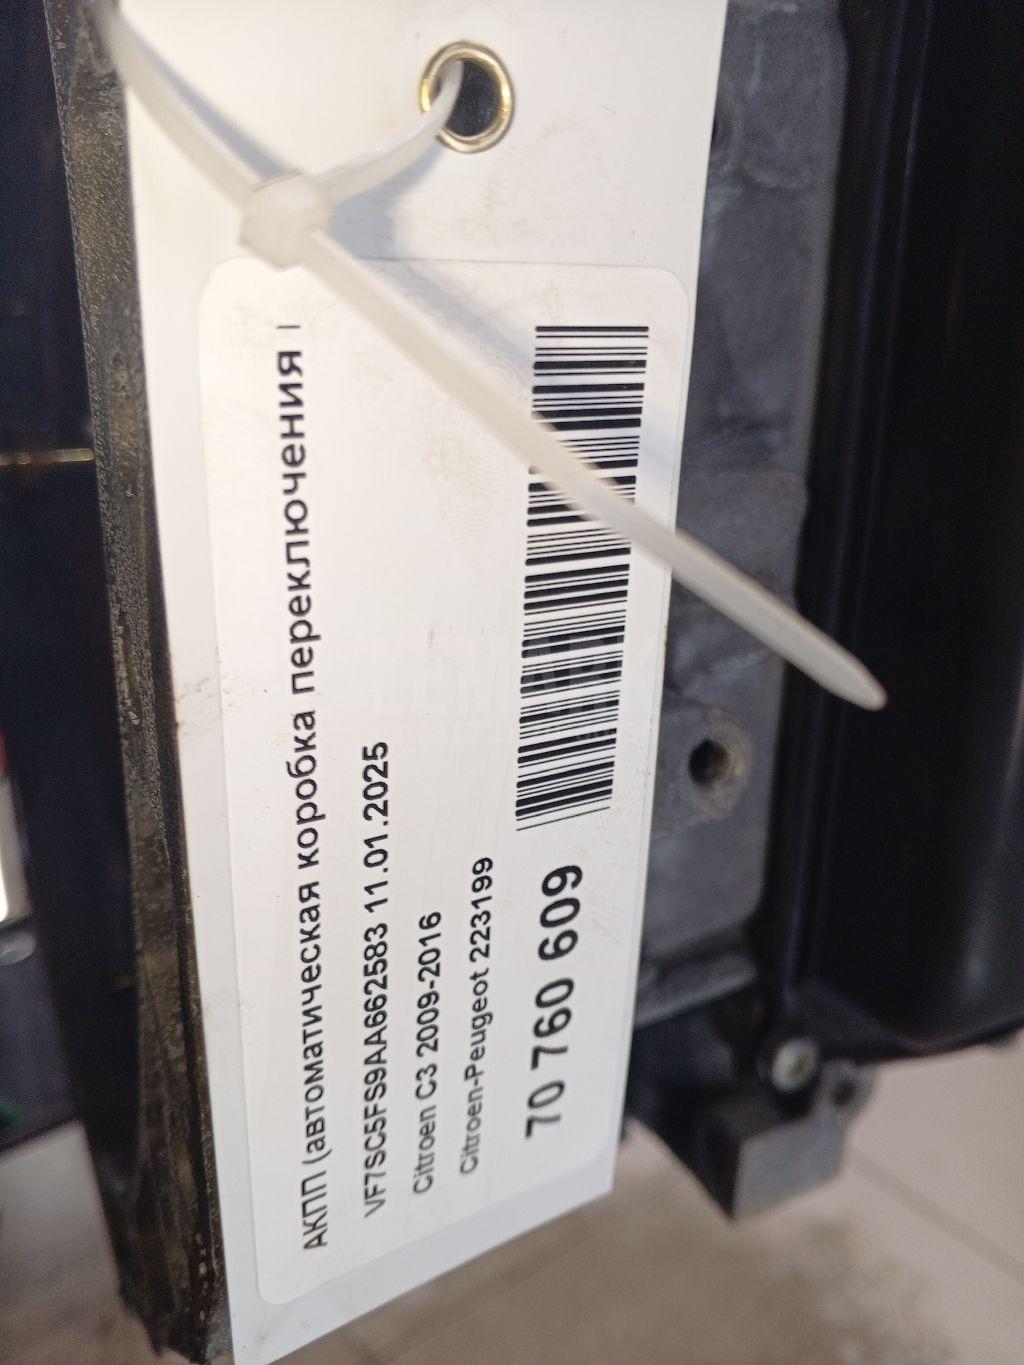 АКПП (автоматическая коробка переключения
VF7SC5FS9AA662583 11.01.2025
Citroen C3 2009-2016
Citroen-Peugeot 223199
70 760 609